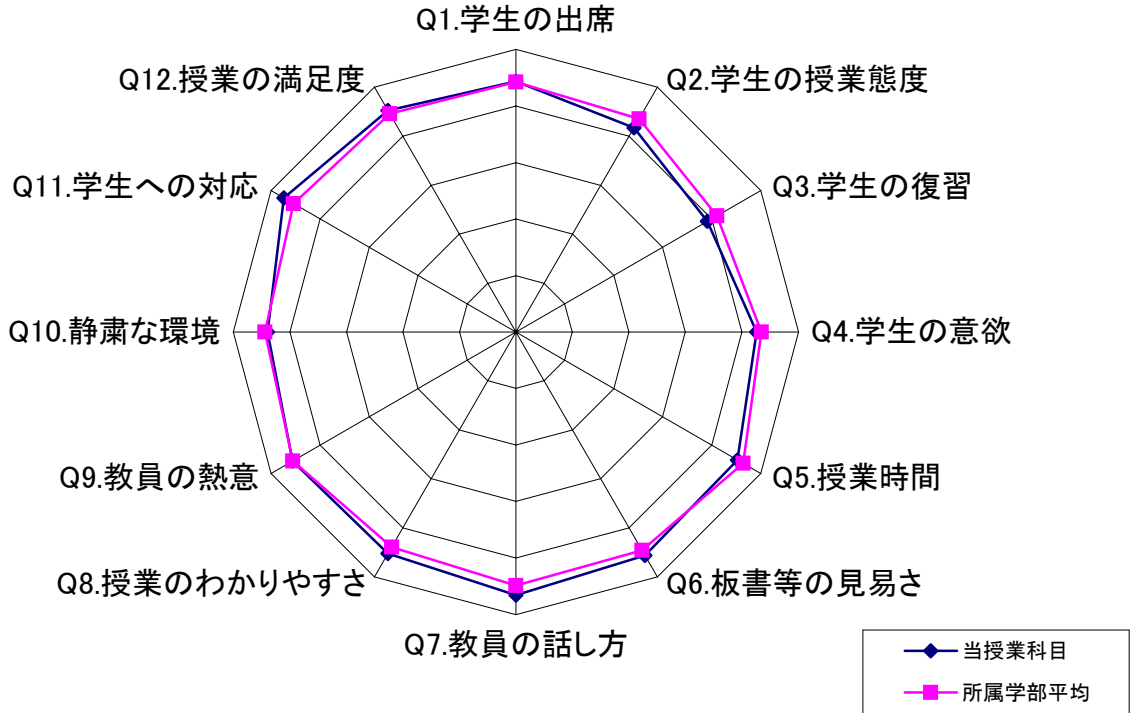 Q1.学生の出席
Q2.学生の授業態度
Q3.学生の復習
Q4.学生の意欲
Q5.授業時間
Q6.板書等の見易さ
Q7.教員の話し方
Q8.授業のわかりやすさ
Q9.教員の熱意
Q10.静粛な環境
Q11.学生への対応
Q12.授業の満足度
当授業科目
所属学部平均